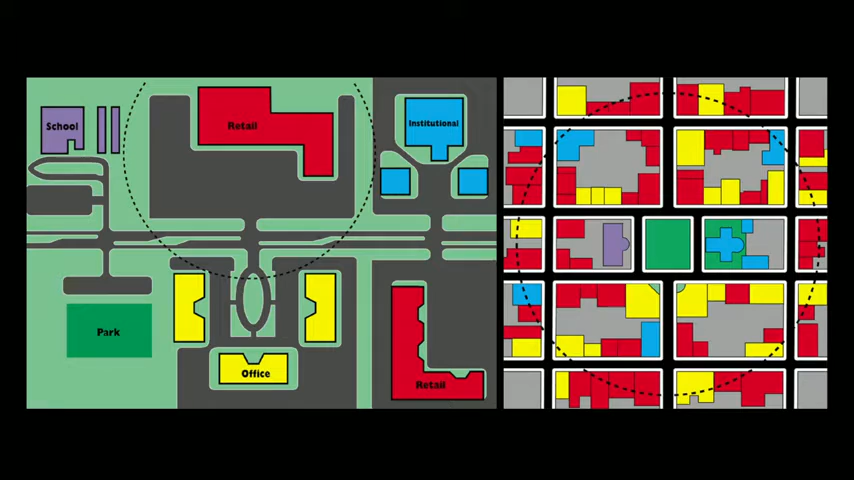 Retail
Institutional
School
Park
Office
Retail